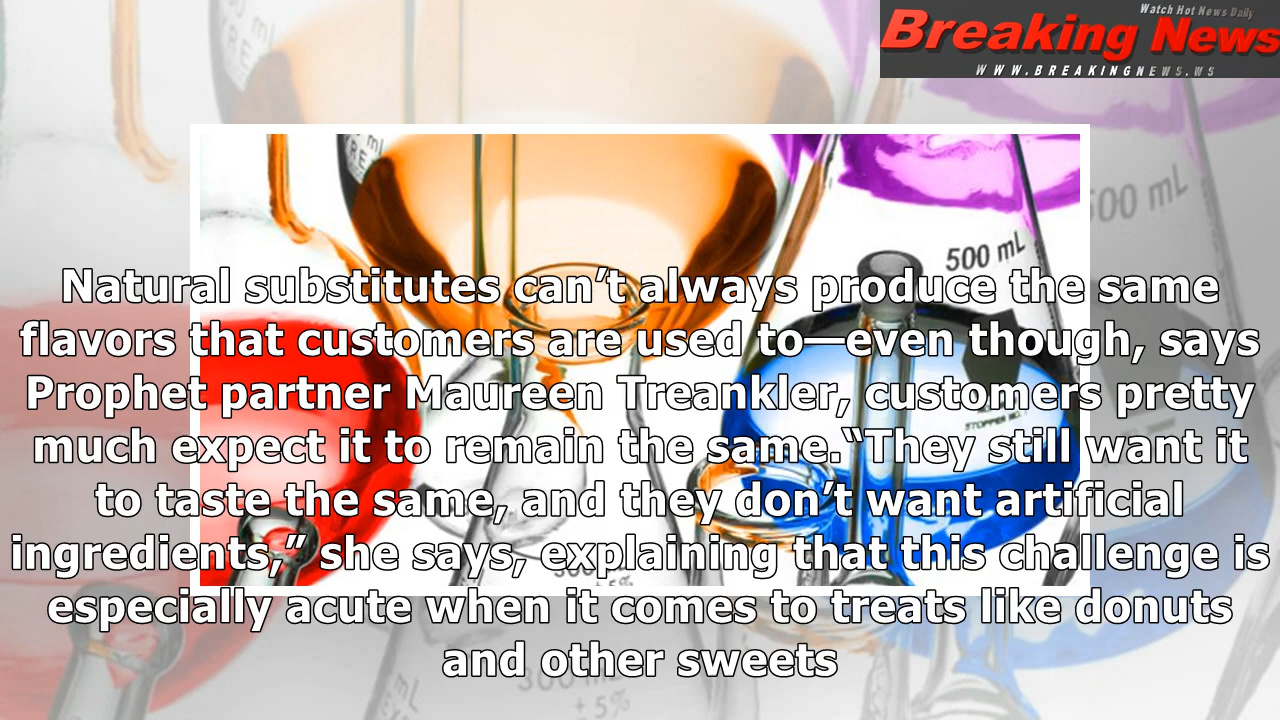 Watch Hot News Daily
Breaking News
WWW.BREAKINGNEWS.WS
500 mL
500 mL
Natural substitutes can’t always produce the same
flavors that customers are used to—even though, says
Prophet partner Maureen Treankler, customers pretty
much expect it to remain the same.“They still want it
to taste the same, and they don’t want artificial
ingredients,” she says, explaining that this challenge is
especially acute when it comes to treats like donuts
and other sweets
± 5%